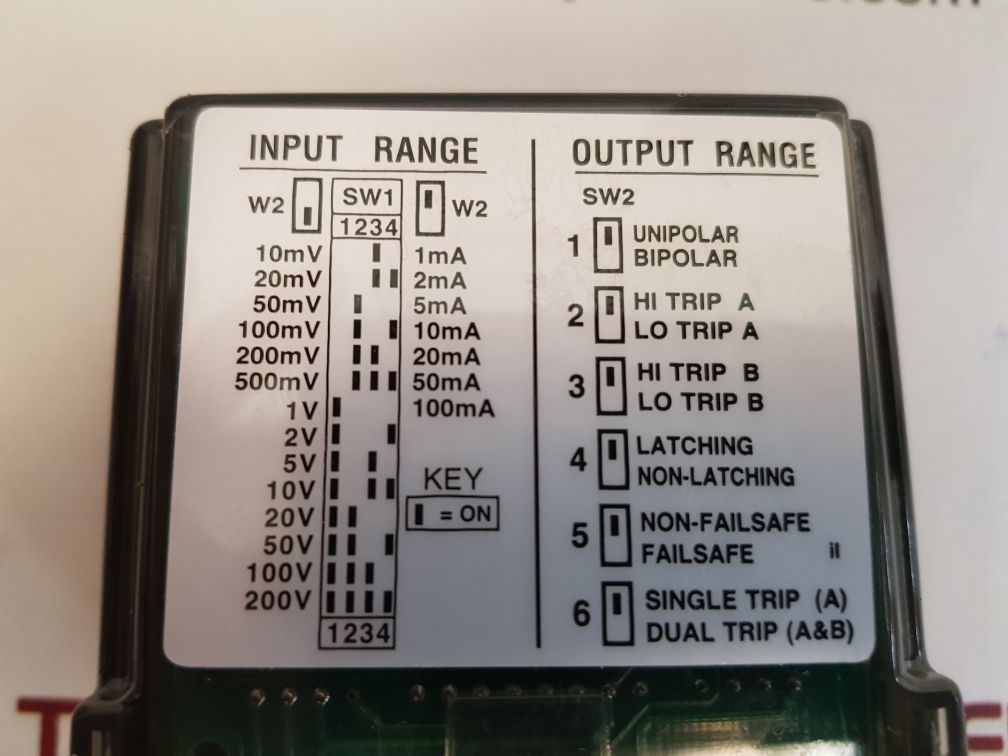 INPUT RANGE
W2 SW1 W2
1234
10mV 1mA
20mV 2mA
50mV 5mA
100mV 10mA
200mV 20mA
500mV 50mA
1V 100mA
2V
5V
10V
20V
50V
100V
200V
1234
KEY
= ON
OUTPUT RANGE
SW2
1 UNIPOLAR
BIPOLAR
2 HI TRIP A
LO TRIP A
3 HI TRIP B
LO TRIP B
4 LATCHING
NON-LATCHING
5 NON-FAILSAFE
FAILSAFE il
6 SINGLE TRIP (A)
DUAL TRIP (A&B)